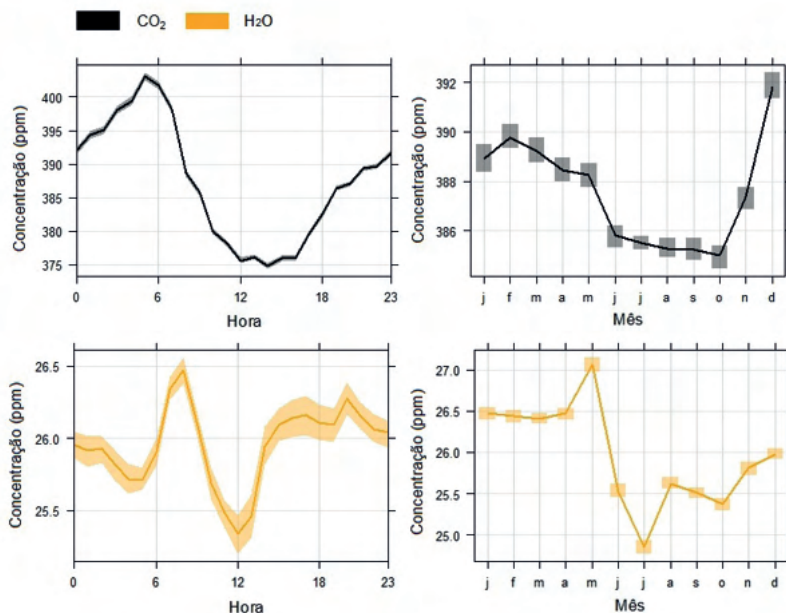 CO₂ H₂O
Concentração (ppm)
400
395
390
385
380
375
0 6 12 18 23
Hora
Concentração (ppm)
392
390
388
386
j f m a m j j a s o n d
Mês
Concentração (ppm)
26.5
26.0
25.5
0 6 12 18 23
Hora
Concentração (ppm)
27.0
26.5
26.0
25.5
25.0
j f m a m j j a s o n d
Mês